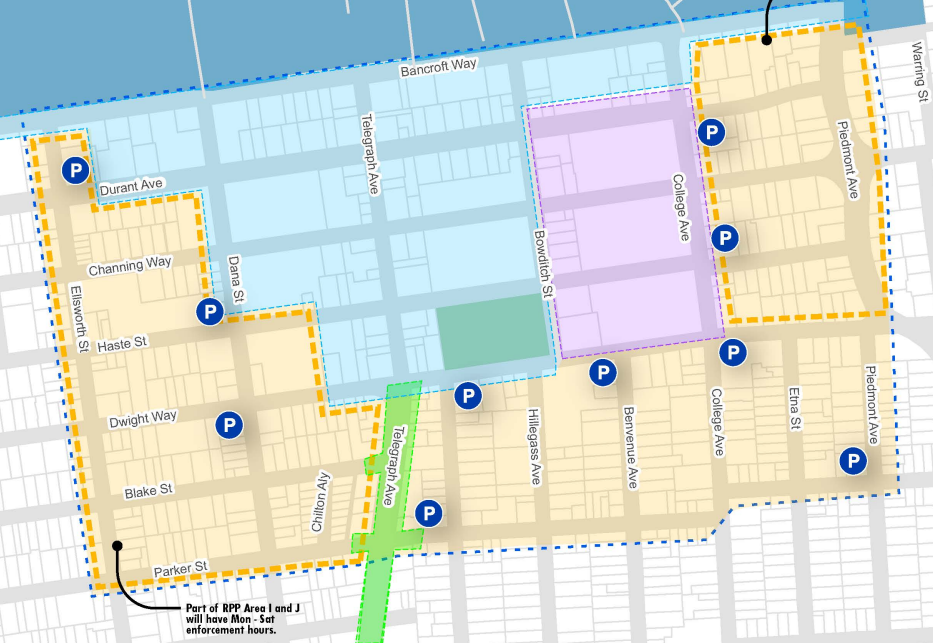 Bancroft Way
Warring St
Telegraph Ave
Piedmont Ave
P
P
Durant Ave
College Ave
P
Bowditch St
Channing Way
Dana St
Ellsworth St
P
Haste St
P
P
P
Dwight Way
P
Telegraph Ave
Hillegass Ave
Benvenue Ave
College Ave
Etna St
Piedmont Ave
P
Blake St
Chilton Aly
P
Parker St
Part of RPP Area I and J
will have Mon - Sat
enforcement hours.